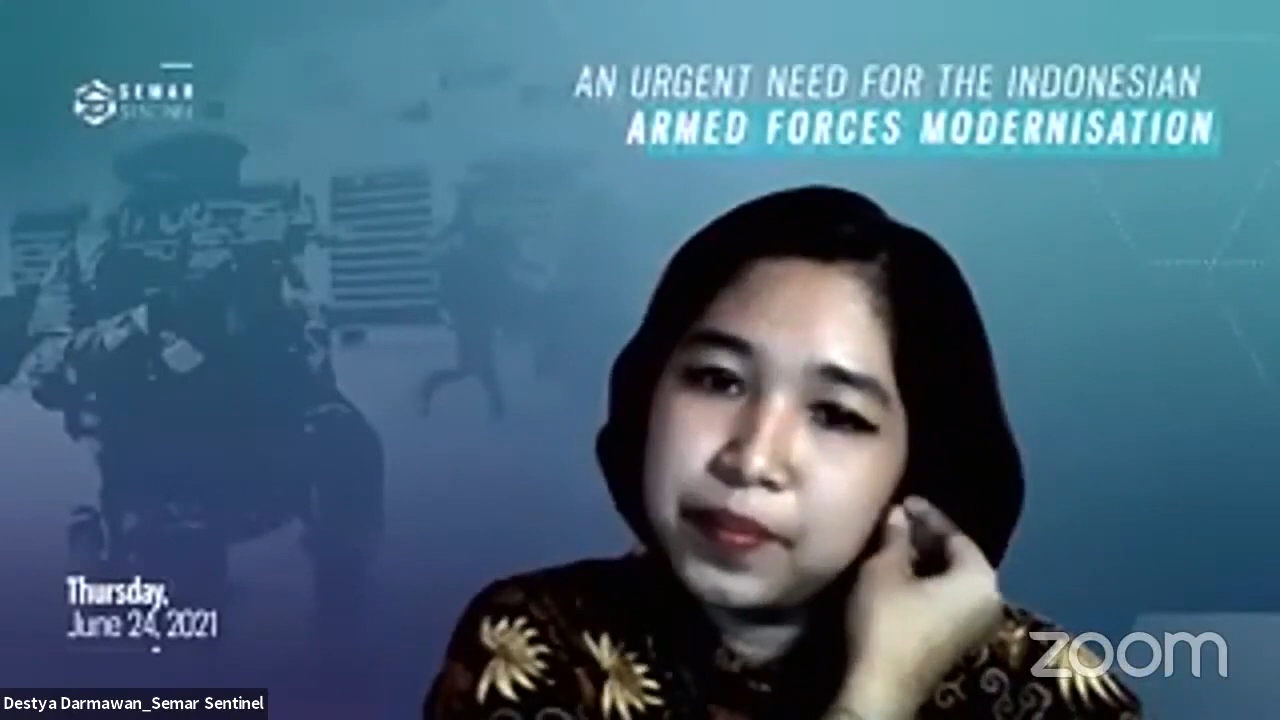 SEMAR
SENTINEL
AN URGENT NEED FOR THE INDONESIAN
ARMED FORCES MODERNISATION
Thursday,
June 24, 2021
zoom
Destya Darmawan_Semar Sentinel